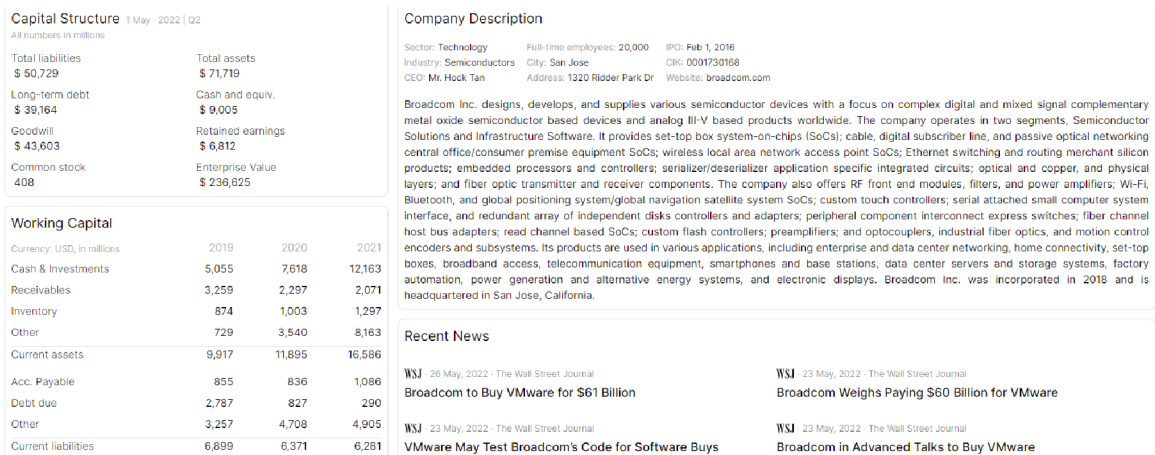 Capital Structure 1 May · 2022 | Q2
All numbers in millions
Total liabilities Total assets
$ 50,729 $ 71,719
Long-term debt Cash and equiv.
$ 39,164 $ 9,005
Goodwill Retained earnings
$ 43,603 $ 6,812
Common stock Enterprise Value
408 $ 236,625
Working Capital
Currency: USD, in millions 2019 2020 2021
Cash & Investments 5,055 7,618 12,163
Receivables 3,259 2,297 2,071
Inventory 874 1,003 1,297
Other 729 3,540 8,163
Current assets 9,917 11,895 16,586
Acc. Payable 855 836 1,086
Debt due 2,787 827 290
Other 3,257 4,708 4,905
Current liabilities 6,899 6,371 6,281
Company Description
Sector: Technology Full-time employees: 20,000 IPO: Feb 1, 2016
Industry: Semiconductors City: San Jose CIK: 0001730168
CEO: Mr. Hock Tan Address: 1320 Ridder Park Dr Website: broadcom.com
Broadcom Inc. designs, develops, and supplies various semiconductor devices with a focus on complex digital and mixed signal complementary
metal oxide semiconductor based devices and analog III-V based products worldwide. The company operates in two segments, Semiconductor
Solutions and Infrastructure Software. It provides set-top box system-on-chips (SoCs); cable, digital subscriber line, and passive optical networking
central office/consumer premise equipment SoCs; wireless local area network access point SoCs; Ethernet switching and routing merchant silicon
products; embedded processors and controllers; serializer/deserializer application specific integrated circuits; optical and copper, and physical
layers; and fiber optic transmitter and receiver components. The company also offers RF front end modules, filters, and power amplifiers; Wi-Fi,
Bluetooth, and global positioning system/global navigation satellite system SoCs; custom touch controllers; serial attached small computer system
interface, and redundant array of independent disks controllers and adapters; peripheral component interconnect express switches; fiber channel
host bus adapters; read channel based SoCs; custom flash controllers; preamplifiers; and optocouplers, industrial fiber optics, and motion control
encoders and subsystems. Its products are used in various applications, including enterprise and data center networking, home connectivity, set-top
boxes, broadband access, telecommunication equipment, smartphones and base stations, data center servers and storage systems, factory
automation, power generation and alternative energy systems, and electronic displays. Broadcom Inc. was incorporated in 2018 and is
headquartered in San Jose, California.
Recent News
WSJ · 26 May, 2022 · The Wall Street Journal
Broadcom to Buy VMware for $61 Billion
WSJ · 23 May, 2022 · The Wall Street Journal
Broadcom Weighs Paying $60 Billion for VMware
WSJ · 23 May, 2022 · The Wall Street Journal
VMware May Test Broadcom's Code for Software Buys
WSJ · 23 May, 2022 · The Wall Street Journal
Broadcom in Advanced Talks to Buy VMware